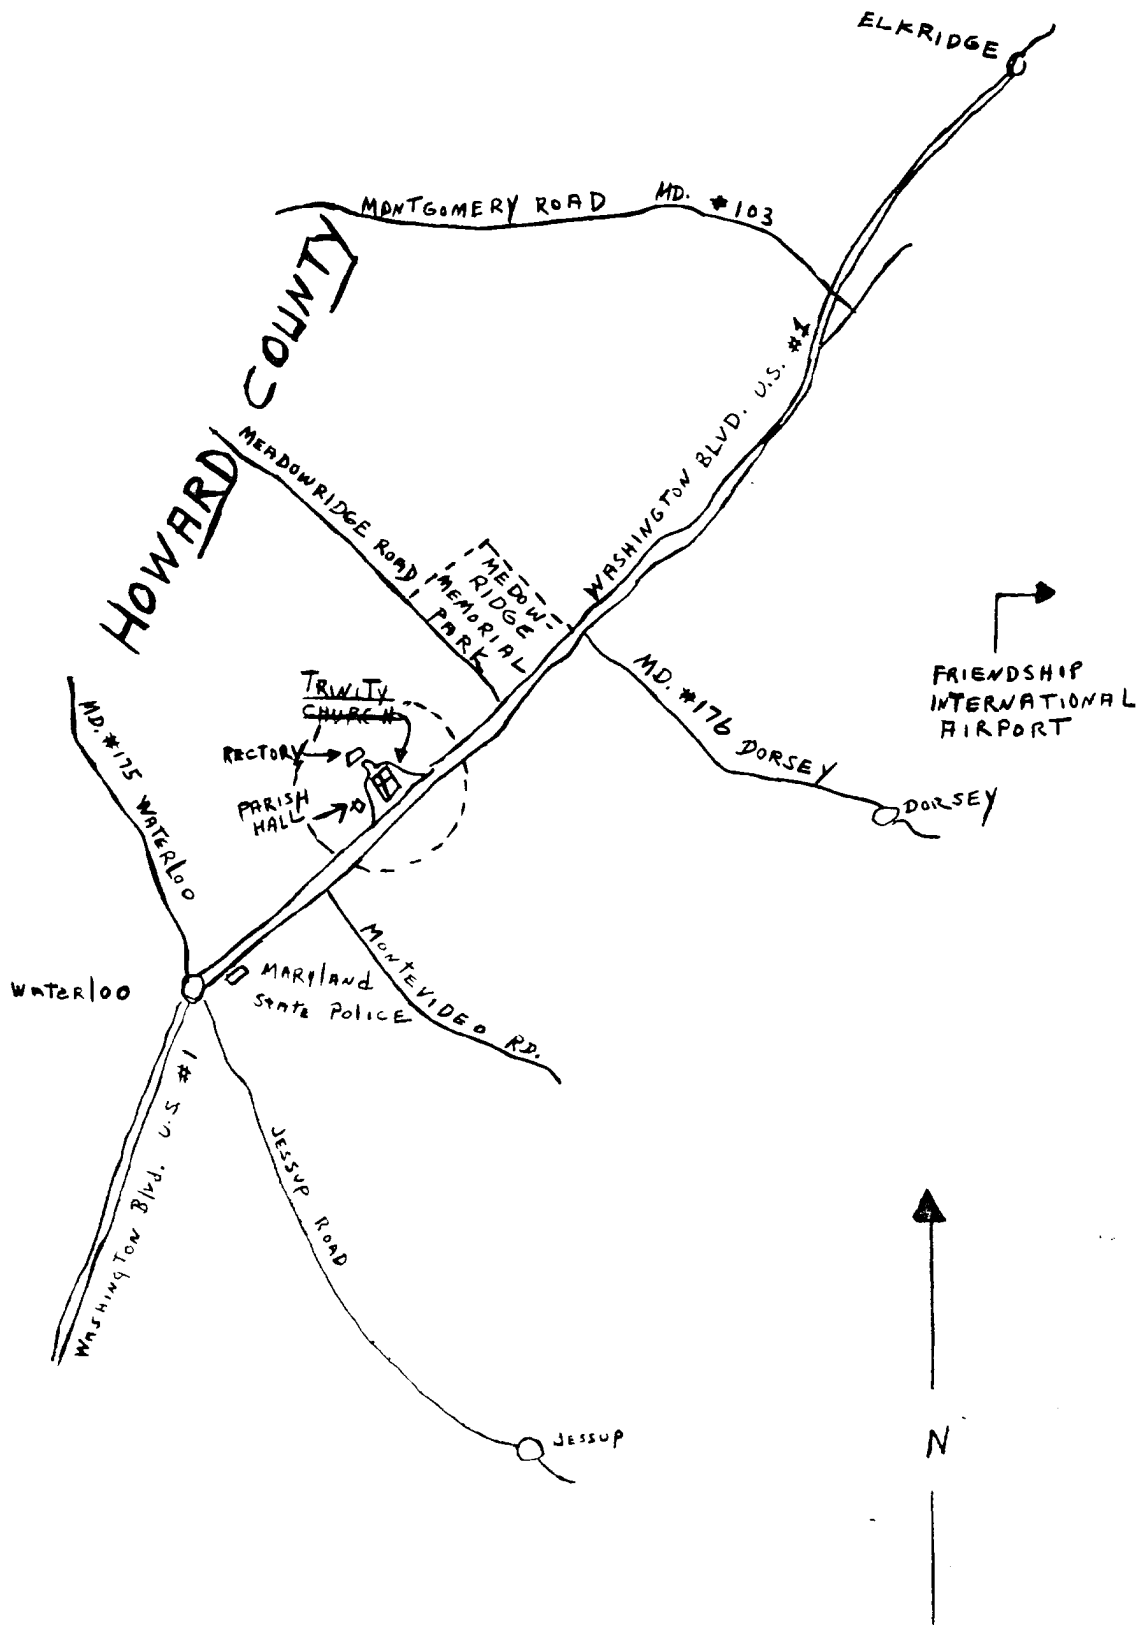 ELKRIDGE
MONTGOMERY ROAD MD. #103
HOWARD COUNTY
WASHINGTON BLVD. U.S. #1
MEADOWRIDGE ROAD
MEDOW-
RIDGE
MEMORIAL
PARK
MD. #176 DORSEY
DORSEY
FRIENDSHIP
INTERNATIONAL
AIRPORT
TRINITY
CHURCH
RECTORY
PARISH
HALL
MD. #175 WATERLOO
WATERLOO
MARYLAND
STATE POLICE
MONTEVIDEO RD.
WASHINGTON Blvd. U.S #1
JESSUP ROAD
JESSUP
N